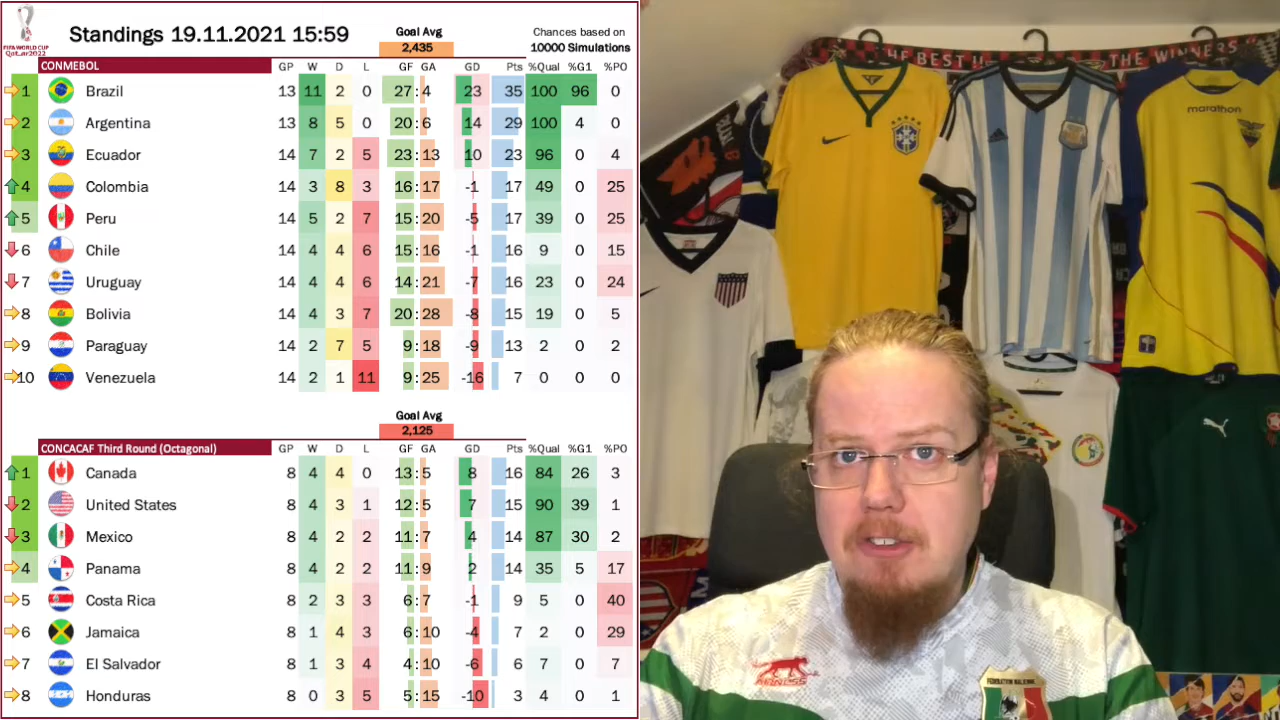 FIFA WORLD CUP
Qatar2022
Standings 19.11.2021 15:59
Goal Avg
2,435
Chances based on
10000 Simulations
CONMEBOL GP W D L GF GA GD Pts %Qual %G1 %PO
1 Brazil 13 11 2 0 27:4 23 35 100 96 0
2 Argentina 13 8 5 0 20:6 14 29 100 4 0
3 Ecuador 14 7 2 5 23:13 10 23 96 0 4
4 Colombia 14 3 8 3 16:17 -1 17 49 0 25
5 Peru 14 5 2 7 15:20 -5 17 39 0 25
6 Chile 14 4 4 6 15:16 -1 16 9 0 15
7 Uruguay 14 4 4 6 14:21 -7 16 23 0 24
8 Bolivia 14 4 3 7 20:28 -8 15 19 0 5
9 Paraguay 14 2 7 5 9:18 -9 13 2 0 2
10 Venezuela 14 2 1 11 9:25 -16 7 0 0 0
Goal Avg
2,125
CONCACAF Third Round (Octagonal) GP W D L GF GA GD Pts %Qual %G1 %PO
1 Canada 8 4 4 0 13:5 8 16 84 26 3
2 United States 8 4 3 1 12:5 7 15 90 39 1
3 Mexico 8 4 2 2 11:7 4 14 87 30 2
4 Panama 8 4 2 2 11:9 2 14 35 5 17
5 Costa Rica 8 2 3 3 6:7 -1 9 5 0 40
6 Jamaica 8 1 4 3 6:10 -4 7 2 0 29
7 El Salvador 8 1 3 4 4:10 -6 6 7 0 7
8 Honduras 8 0 3 5 5:15 -10 3 4 0 1
THE BEST
THE WINNERS
marathon